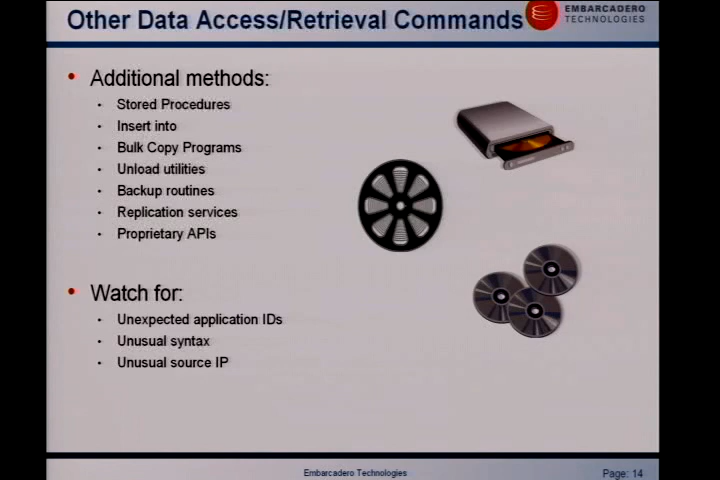 Other Data Access/Retrieval Commands
EMBARCADERO
TECHNOLOGIES
• Additional methods:
• Stored Procedures
• Insert into
• Bulk Copy Programs
• Unload utilities
• Backup routines
• Replication services
• Proprietary APIs
• Watch for:
• Unexpected application IDs
• Unusual syntax
• Unusual source IP
Embarcadero Technologies
Page: 14